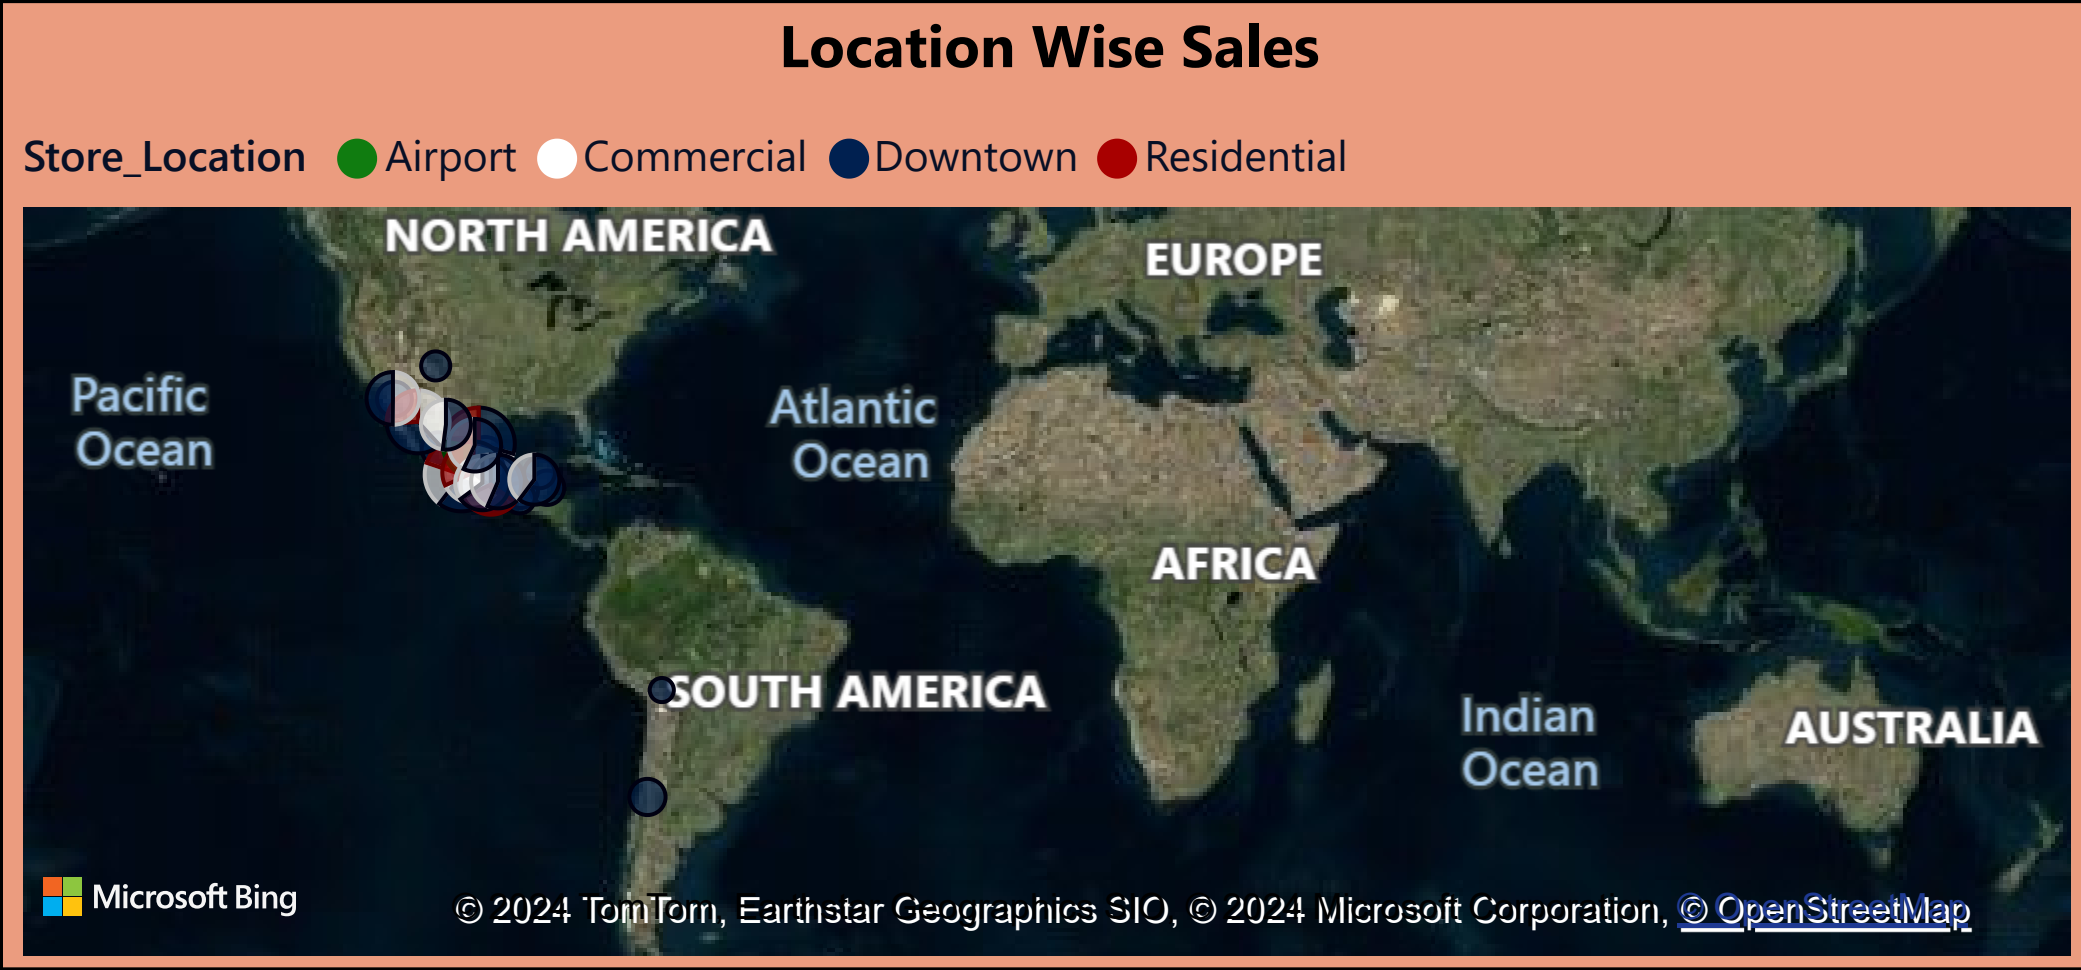 Location Wise Sales
Store_Location Airport Commercial Downtown Residential
NORTH AMERICA
EUROPE
Pacific
Ocean
Atlantic
Ocean
AFRICA
SOUTH AMERICA
Indian
Ocean
AUSTRALIA
Microsoft Bing
© 2024 TomTom, Earthstar Geographics SIO, © 2024 Microsoft Corporation, © OpenStreetMap